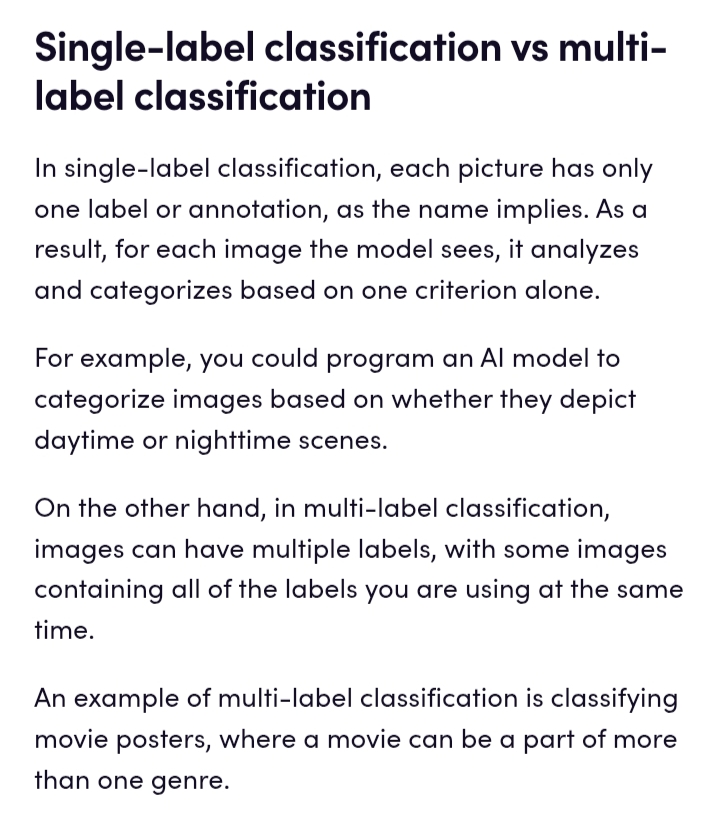 Single-label classification vs multi-
label classification
In single-label classification, each picture has only
one label or annotation, as the name implies. As a
result, for each image the model sees, it analyzes
and categorizes based on one criterion alone.
For example, you could program an AI model to
categorize images based on whether they depict
daytime or nighttime scenes.
On the other hand, in multi-label classification,
images can have multiple labels, with some images
containing all of the labels you are using at the same
time.
An example of multi-label classification is classifying
movie posters, where a movie can be a part of more
than one genre.